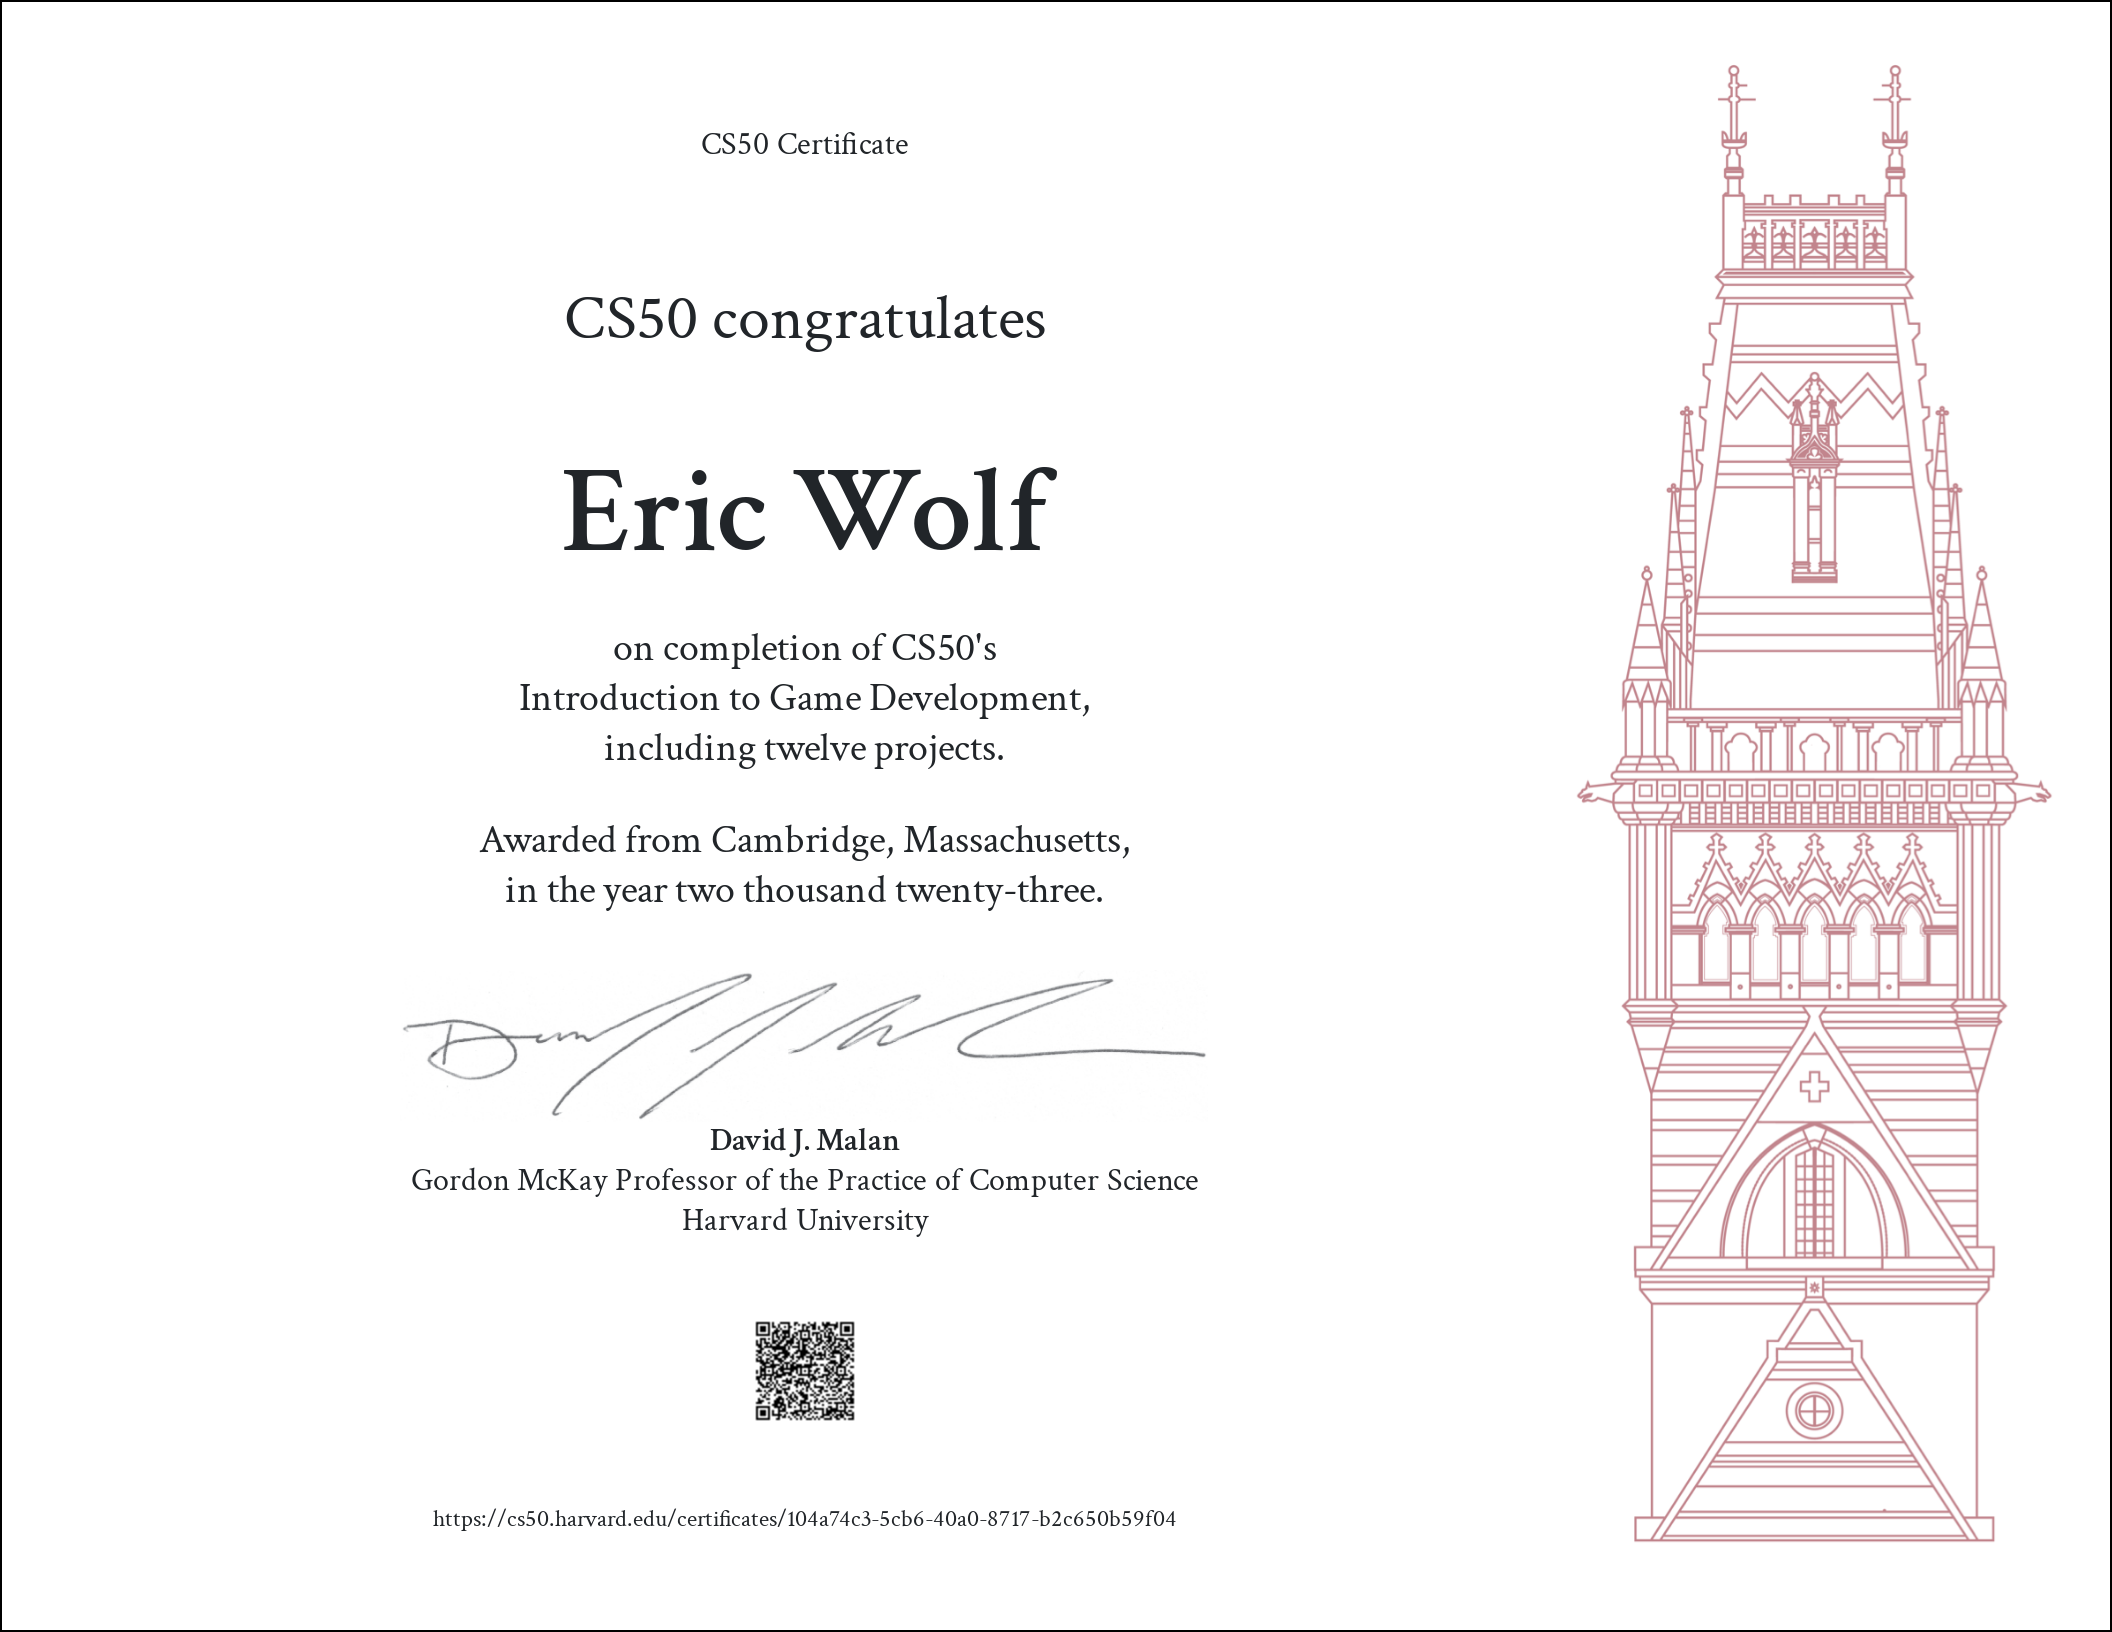 CS50 Certificate
CS50 congratulates
Eric Wolf
on completion of CS50's
Introduction to Game Development,
including twelve projects.
Awarded from Cambridge, Massachusetts,
in the year two thousand twenty-three.
David J. Malan
Gordon McKay Professor of the Practice of Computer Science
Harvard University
https://cs50.harvard.edu/certificates/104a74c3-5cb6-40a0-8717-b2c650b59f04